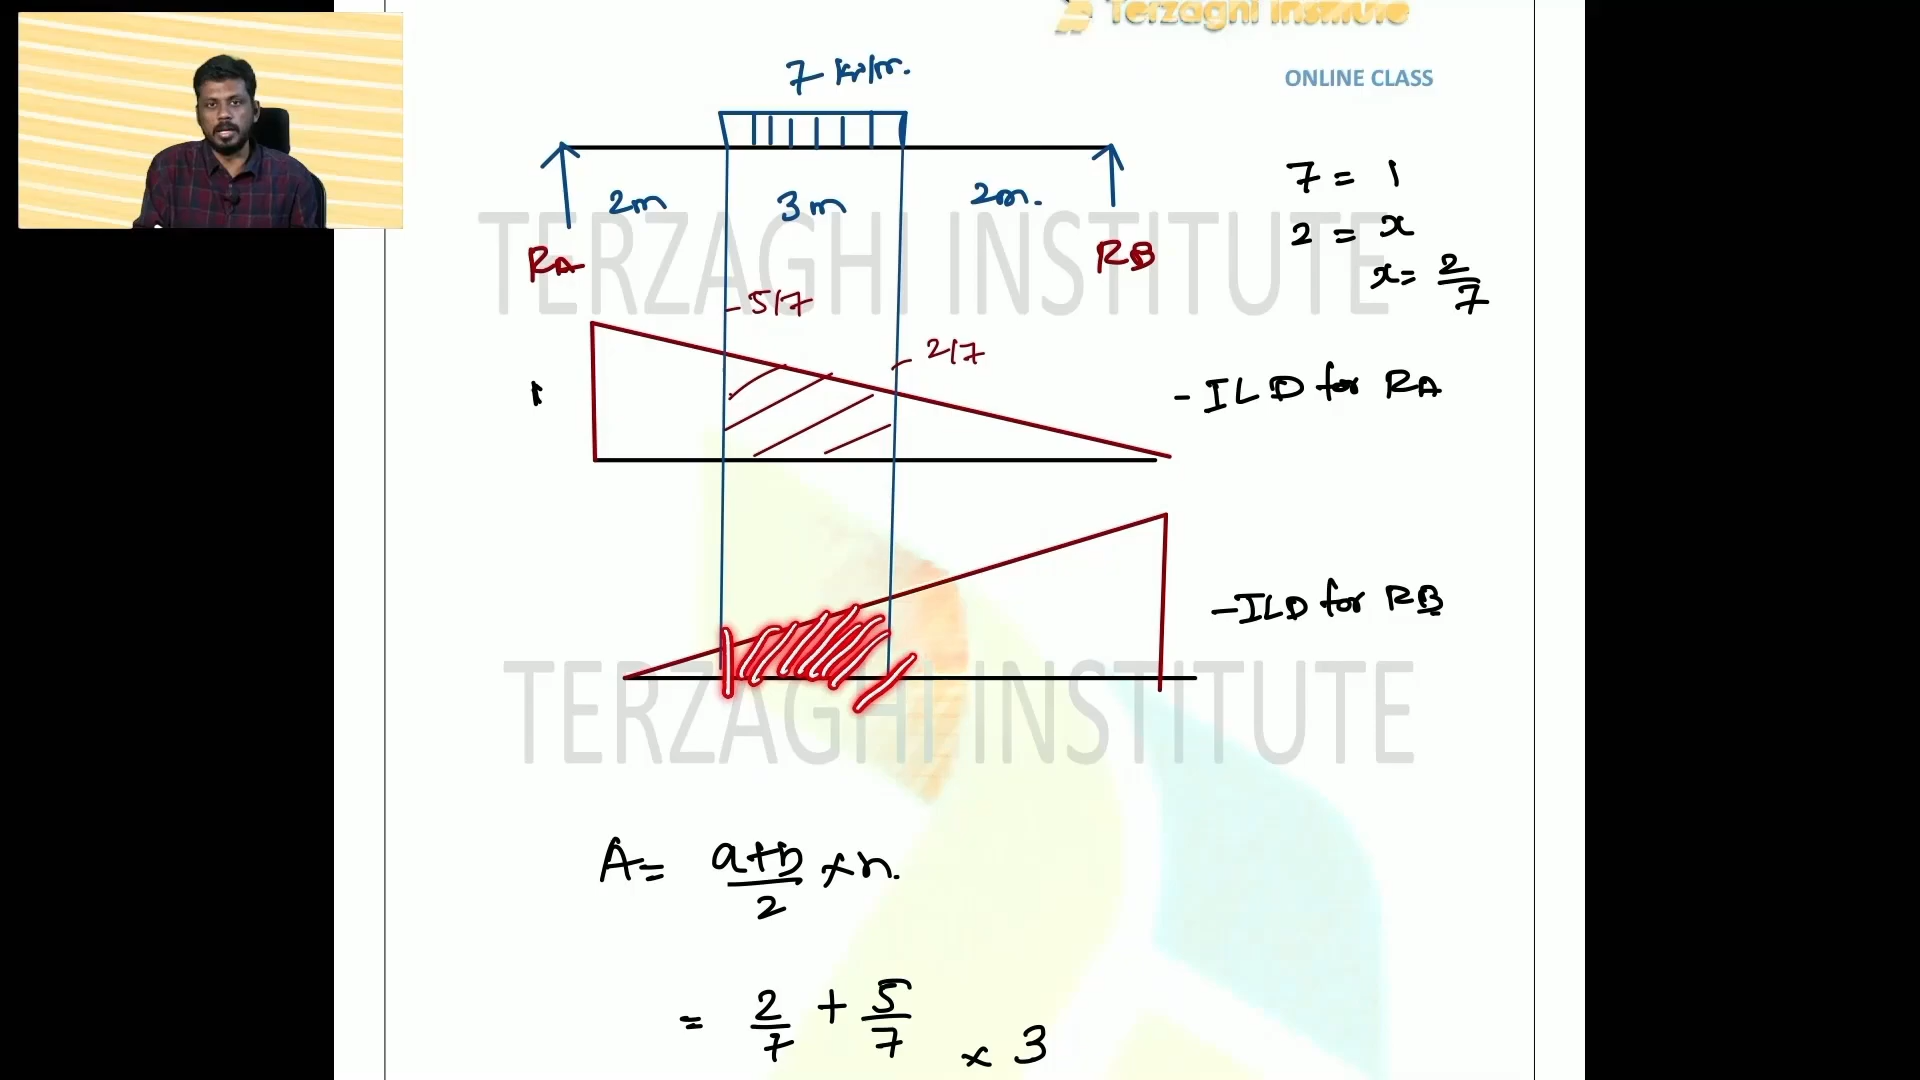 Terzaghi Institute
ONLINE CLASS
7 kN/m.
2m 3m 2m.
RA RB
7 = 1
2 = x
x = 2/7
TERZAGHI INSTITUTE
5/7
2/7
1
- ILD for RA
- ILD for RB
TERZAGHI INSTITUTE
A = a+b/2 × h.
= 2/7 + 5/7 × 3